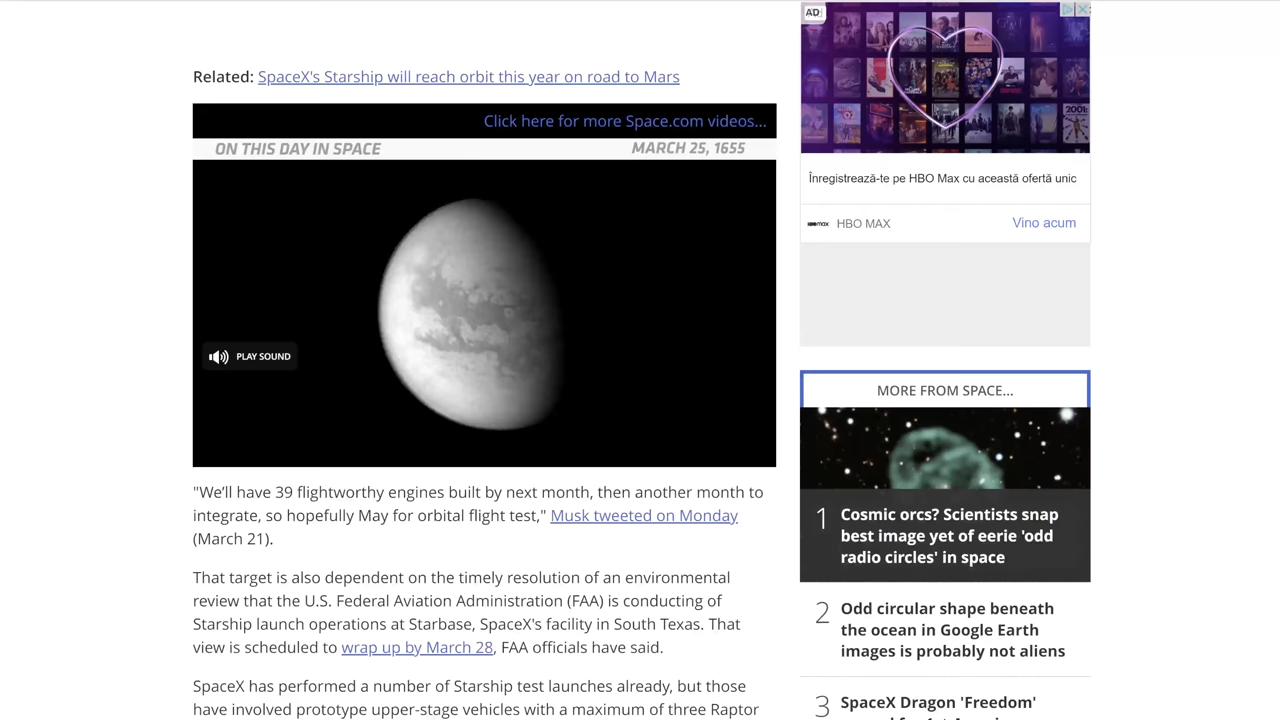 AD
Related: SpaceX's Starship will reach orbit this year on road to Mars
Click here for more Space.com videos...
ON THIS DAY IN SPACE
MARCH 25, 1655
PLAY SOUND
"We’ll have 39 flightworthy engines built by next month, then another month to
integrate, so hopefully May for orbital flight test," Musk tweeted on Monday
(March 21).
That target is also dependent on the timely resolution of an environmental
review that the U.S. Federal Aviation Administration (FAA) is conducting of
Starship launch operations at Starbase, SpaceX's facility in South Texas. That
view is scheduled to wrap up by March 28, FAA officials have said.
SpaceX has performed a number of Starship test launches already, but those
have involved prototype upper-stage vehicles with a maximum of three Raptor
2001:
Înregistrează-te pe HBO Max cu această ofertă unic
HBOMAX
HBO MAX
Vino acum
MORE FROM SPACE...
1
Cosmic orcs? Scientists snap
best image yet of eerie 'odd
radio circles' in space
2
Odd circular shape beneath
the ocean in Google Earth
images is probably not aliens
3
SpaceX Dragon 'Freedom'